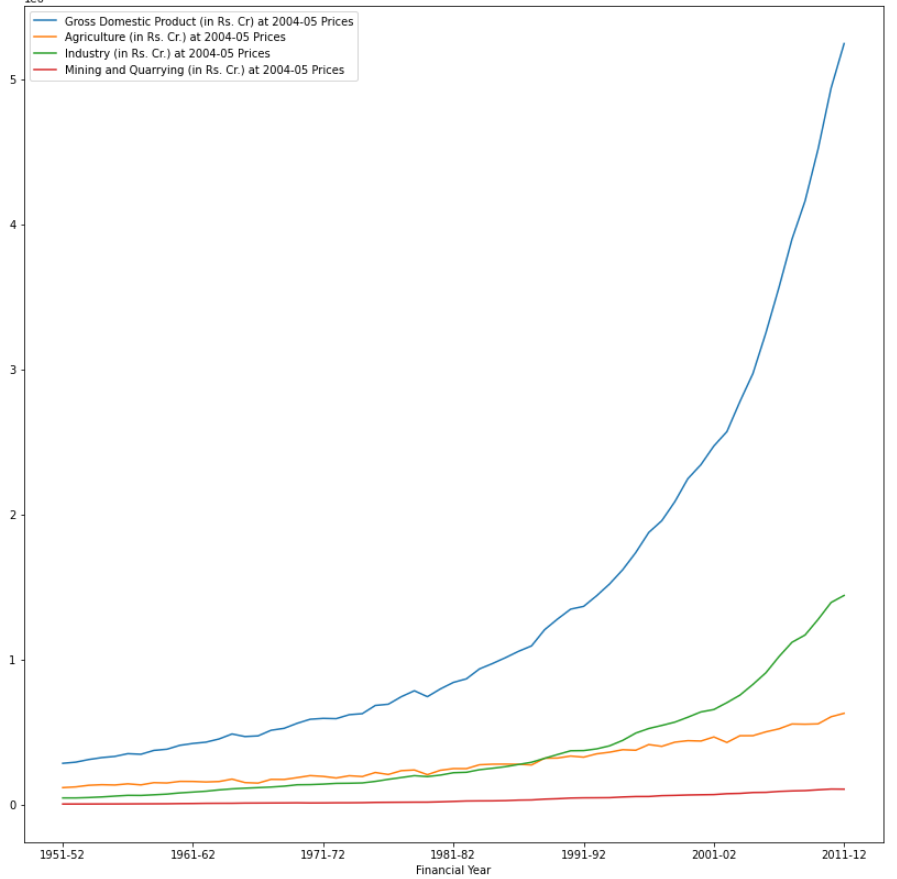 Gross Domestic Product (in Rs. Cr) at 2004-05 Prices
Agriculture (in Rs. Cr.) at 2004-05 Prices
Industry (in Rs. Cr.) at 2004-05 Prices
Mining and Quarrying (in Rs. Cr.) at 2004-05 Prices
5
4
3
2
1
0
1951-52 1961-62 1971-72 1981-82 1991-92 2001-02 2011-12
Financial Year